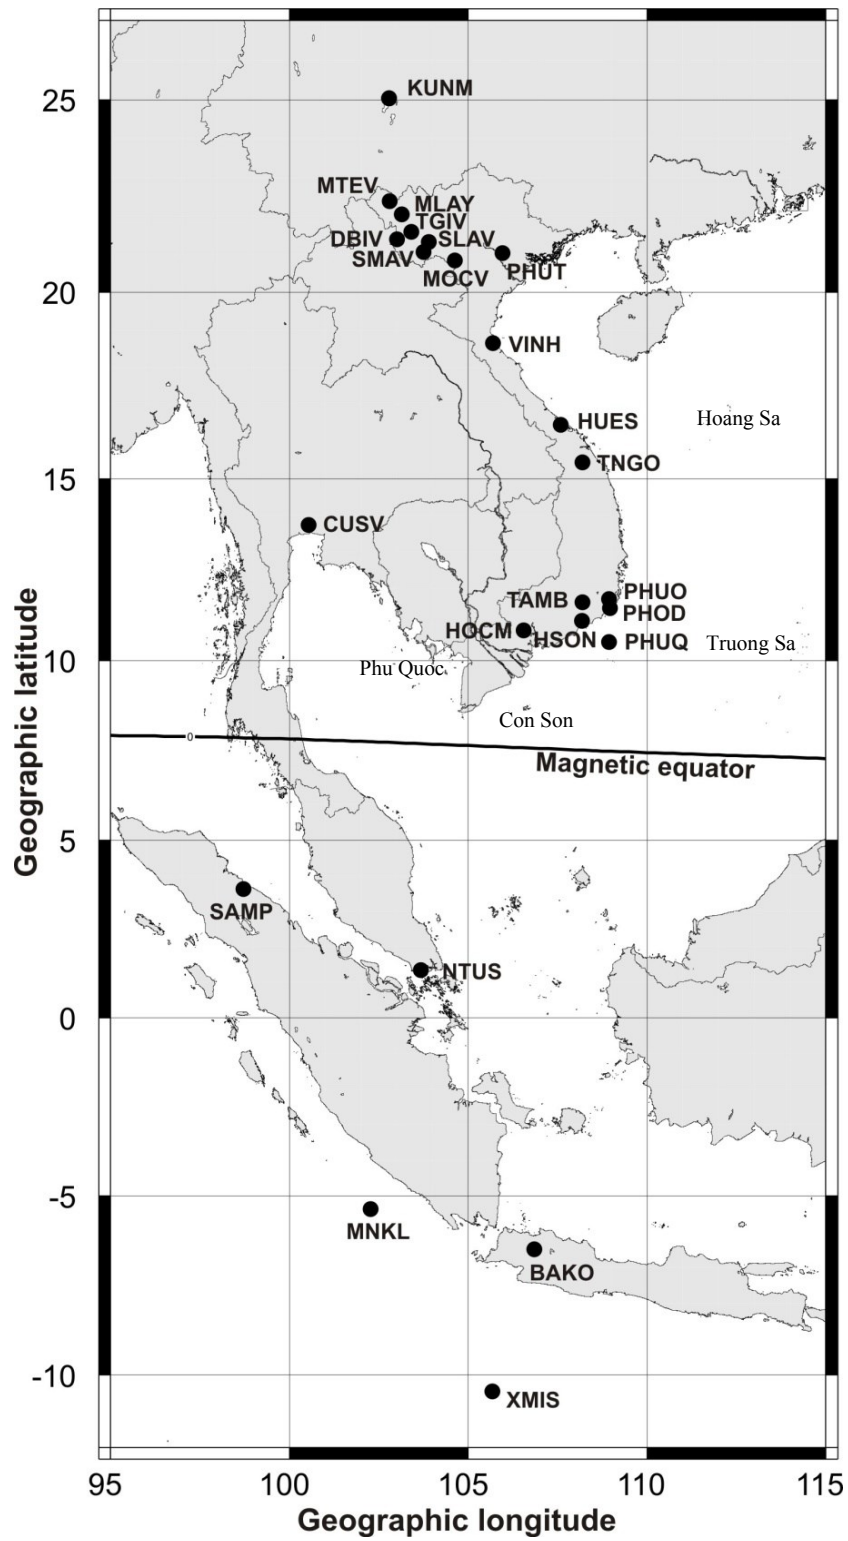 KUNM
25
MTEV
MLAY
TGIV
DBIV
SLAV
SMAV
MOCV
PHUT
20
VINH
HUES
Hoang Sa
TNGO
15
CUSV
PHUO
TAMB
PHOD
HOCM
HSON
PHUQ
Truong Sa
10
Phu Quoc
Con Son
0
Magnetic equator
Geographic latitude
5
SAMP
NTUS
0
-5
MNKL
BAKO
-10
XMIS
95
100
105
110
115
Geographic longitude